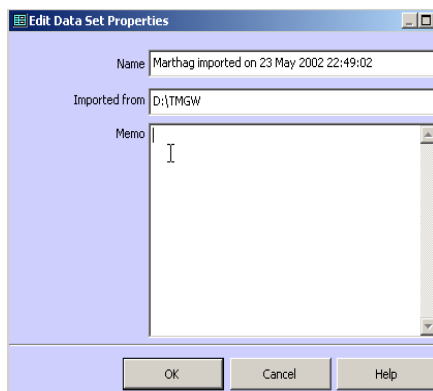 Edit Data Set Properties
Name Marthag imported on 23 May 2002 22:49:02
Imported from D:\TMGW
Memo
OK Cancel Help